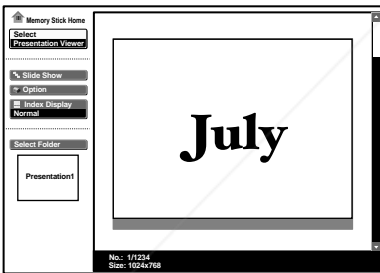 Memory Stick Home
Select
Presentation Viewer
Slide Show
Option
Index Display
Normal
Select Folder
Presentation1
July
No.: 1/1234
Size: 1024x768